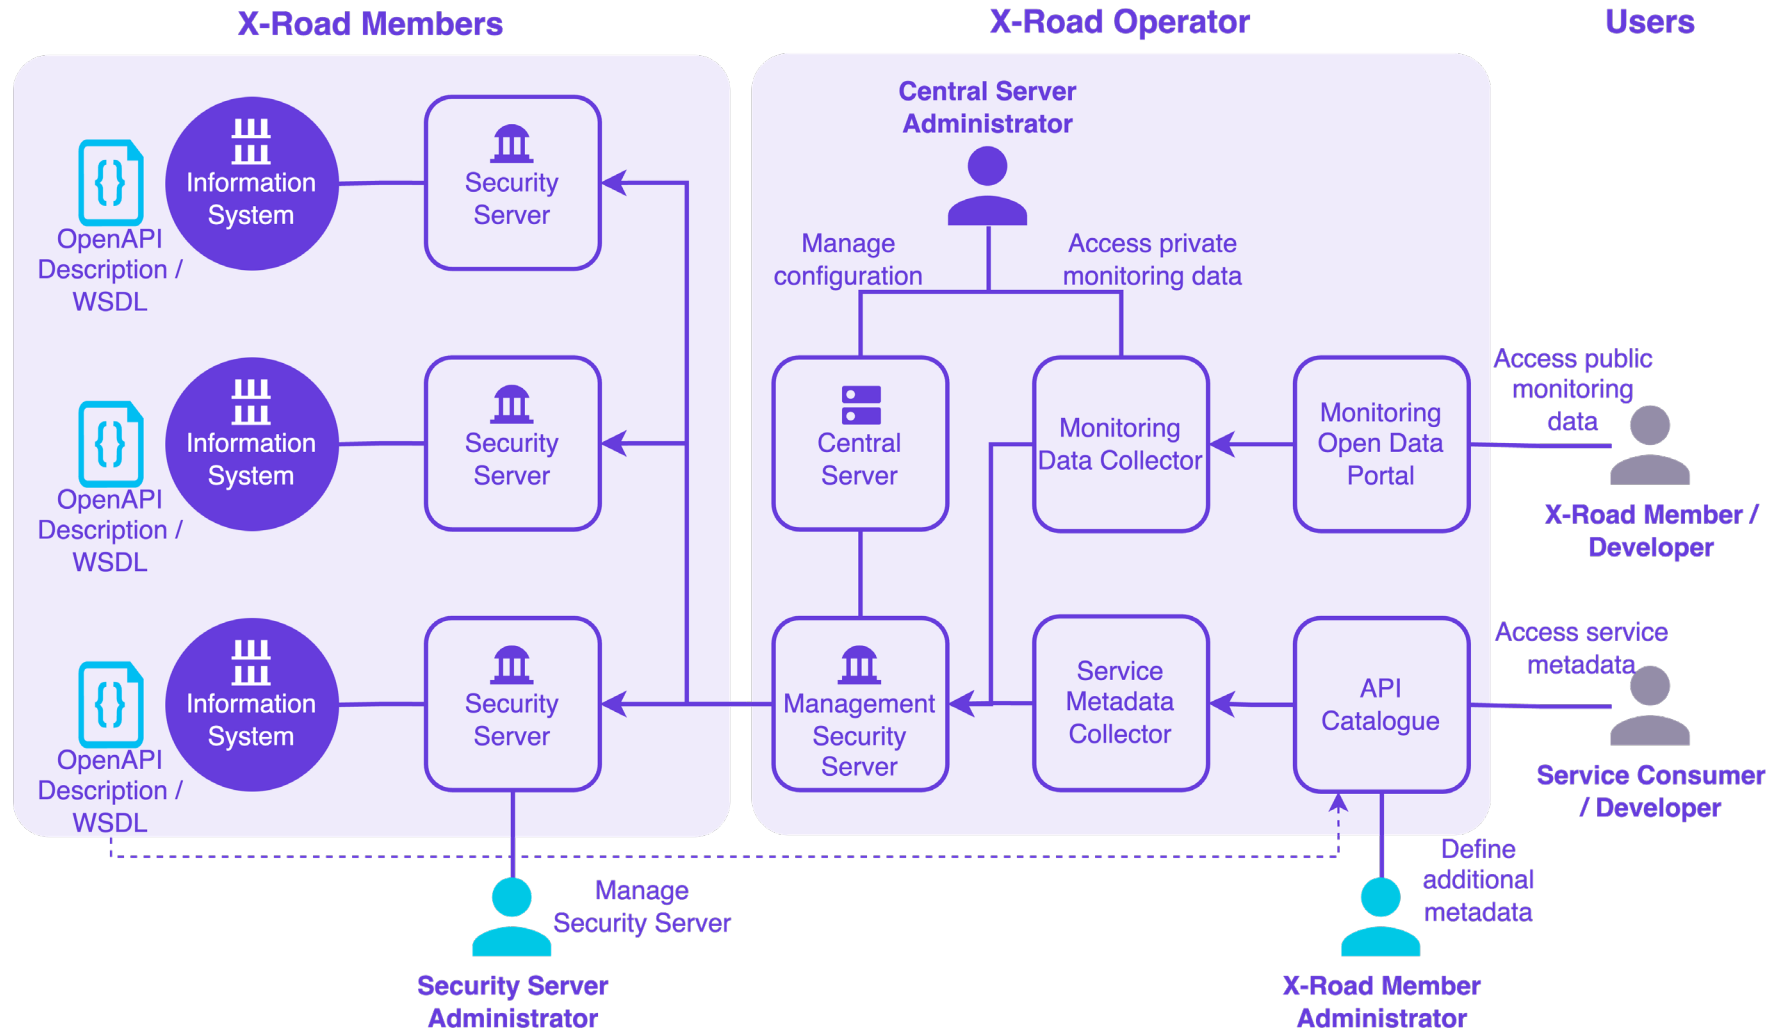 X-Road Members
X-Road Operator
Users
OpenAPI
Description /
WSDL
Information
System
Security
Server
OpenAPI
Description /
WSDL
Information
System
Security
Server
OpenAPI
Description /
WSDL
Information
System
Security
Server
Central Server
Administrator
Manage
configuration
Access private
monitoring data
Central
Server
Monitoring
Data Collector
Monitoring
Open Data
Portal
Access public
monitoring
data
X-Road Member /
Developer
Management
Security
Server
Service
Metadata
Collector
API
Catalogue
Access service
metadata
Service Consumer
/ Developer
Manage
Security Server
Security Server
Administrator
Define
additional
metadata
X-Road Member
Administrator